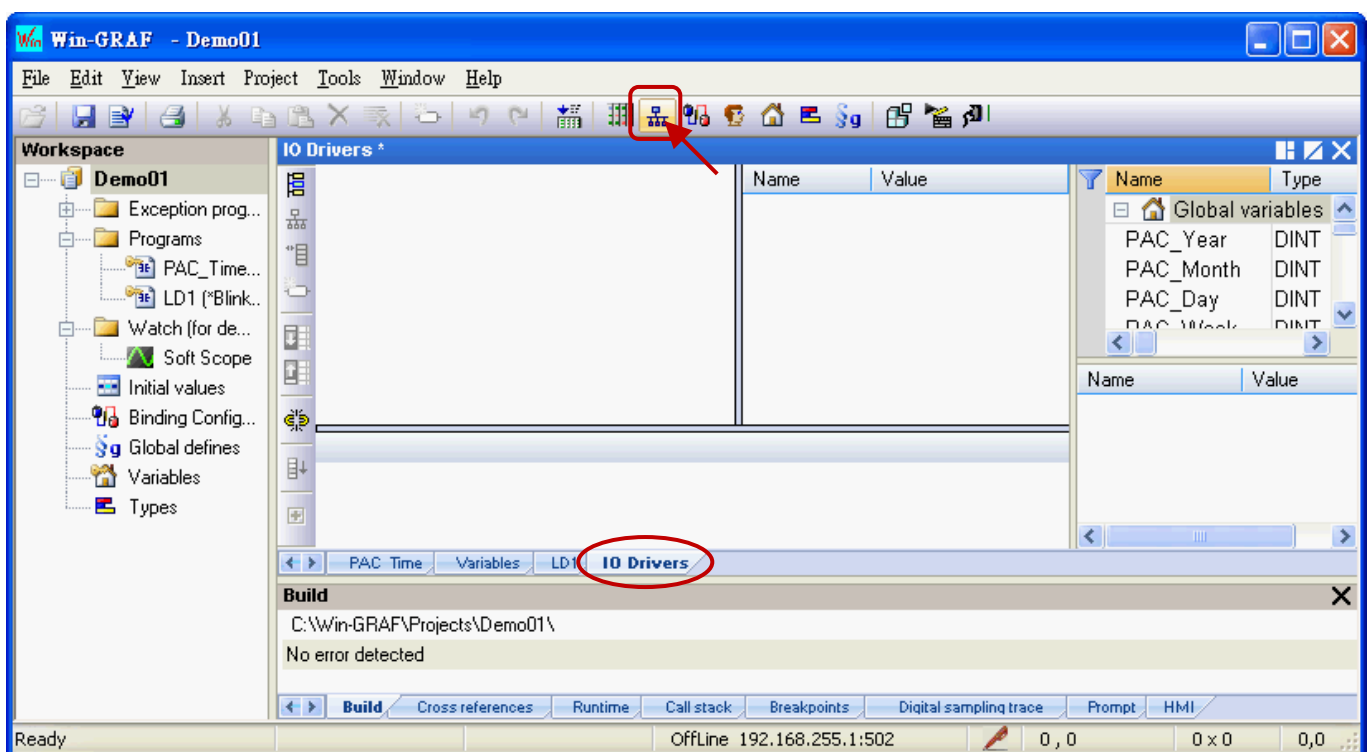 Win-GRAF - Demo01
File Edit View Insert Project Tools Window Help
Workspace
Demo01
Exception prog...
Programs
PAC_Time...
LD1 (*Blink..
Watch (for de...
Soft Scope
Initial values
Binding Config...
Global defines
Variables
Types
IO Drivers *
Name Value
Name Type
Global variables
PAC_Year DINT
PAC_Month DINT
PAC_Day DINT
PAC_Week DINT
Name Value
PAC_Time Variables LD1 IO Drivers
Build
C:\Win-GRAF\Projects\Demo01\
No error detected
Build Cross references Runtime Call stack Breakpoints Digital sampling trace Prompt HMI
Ready OffLine 192.168.255.1:502 0 , 0 0 x 0 0,0